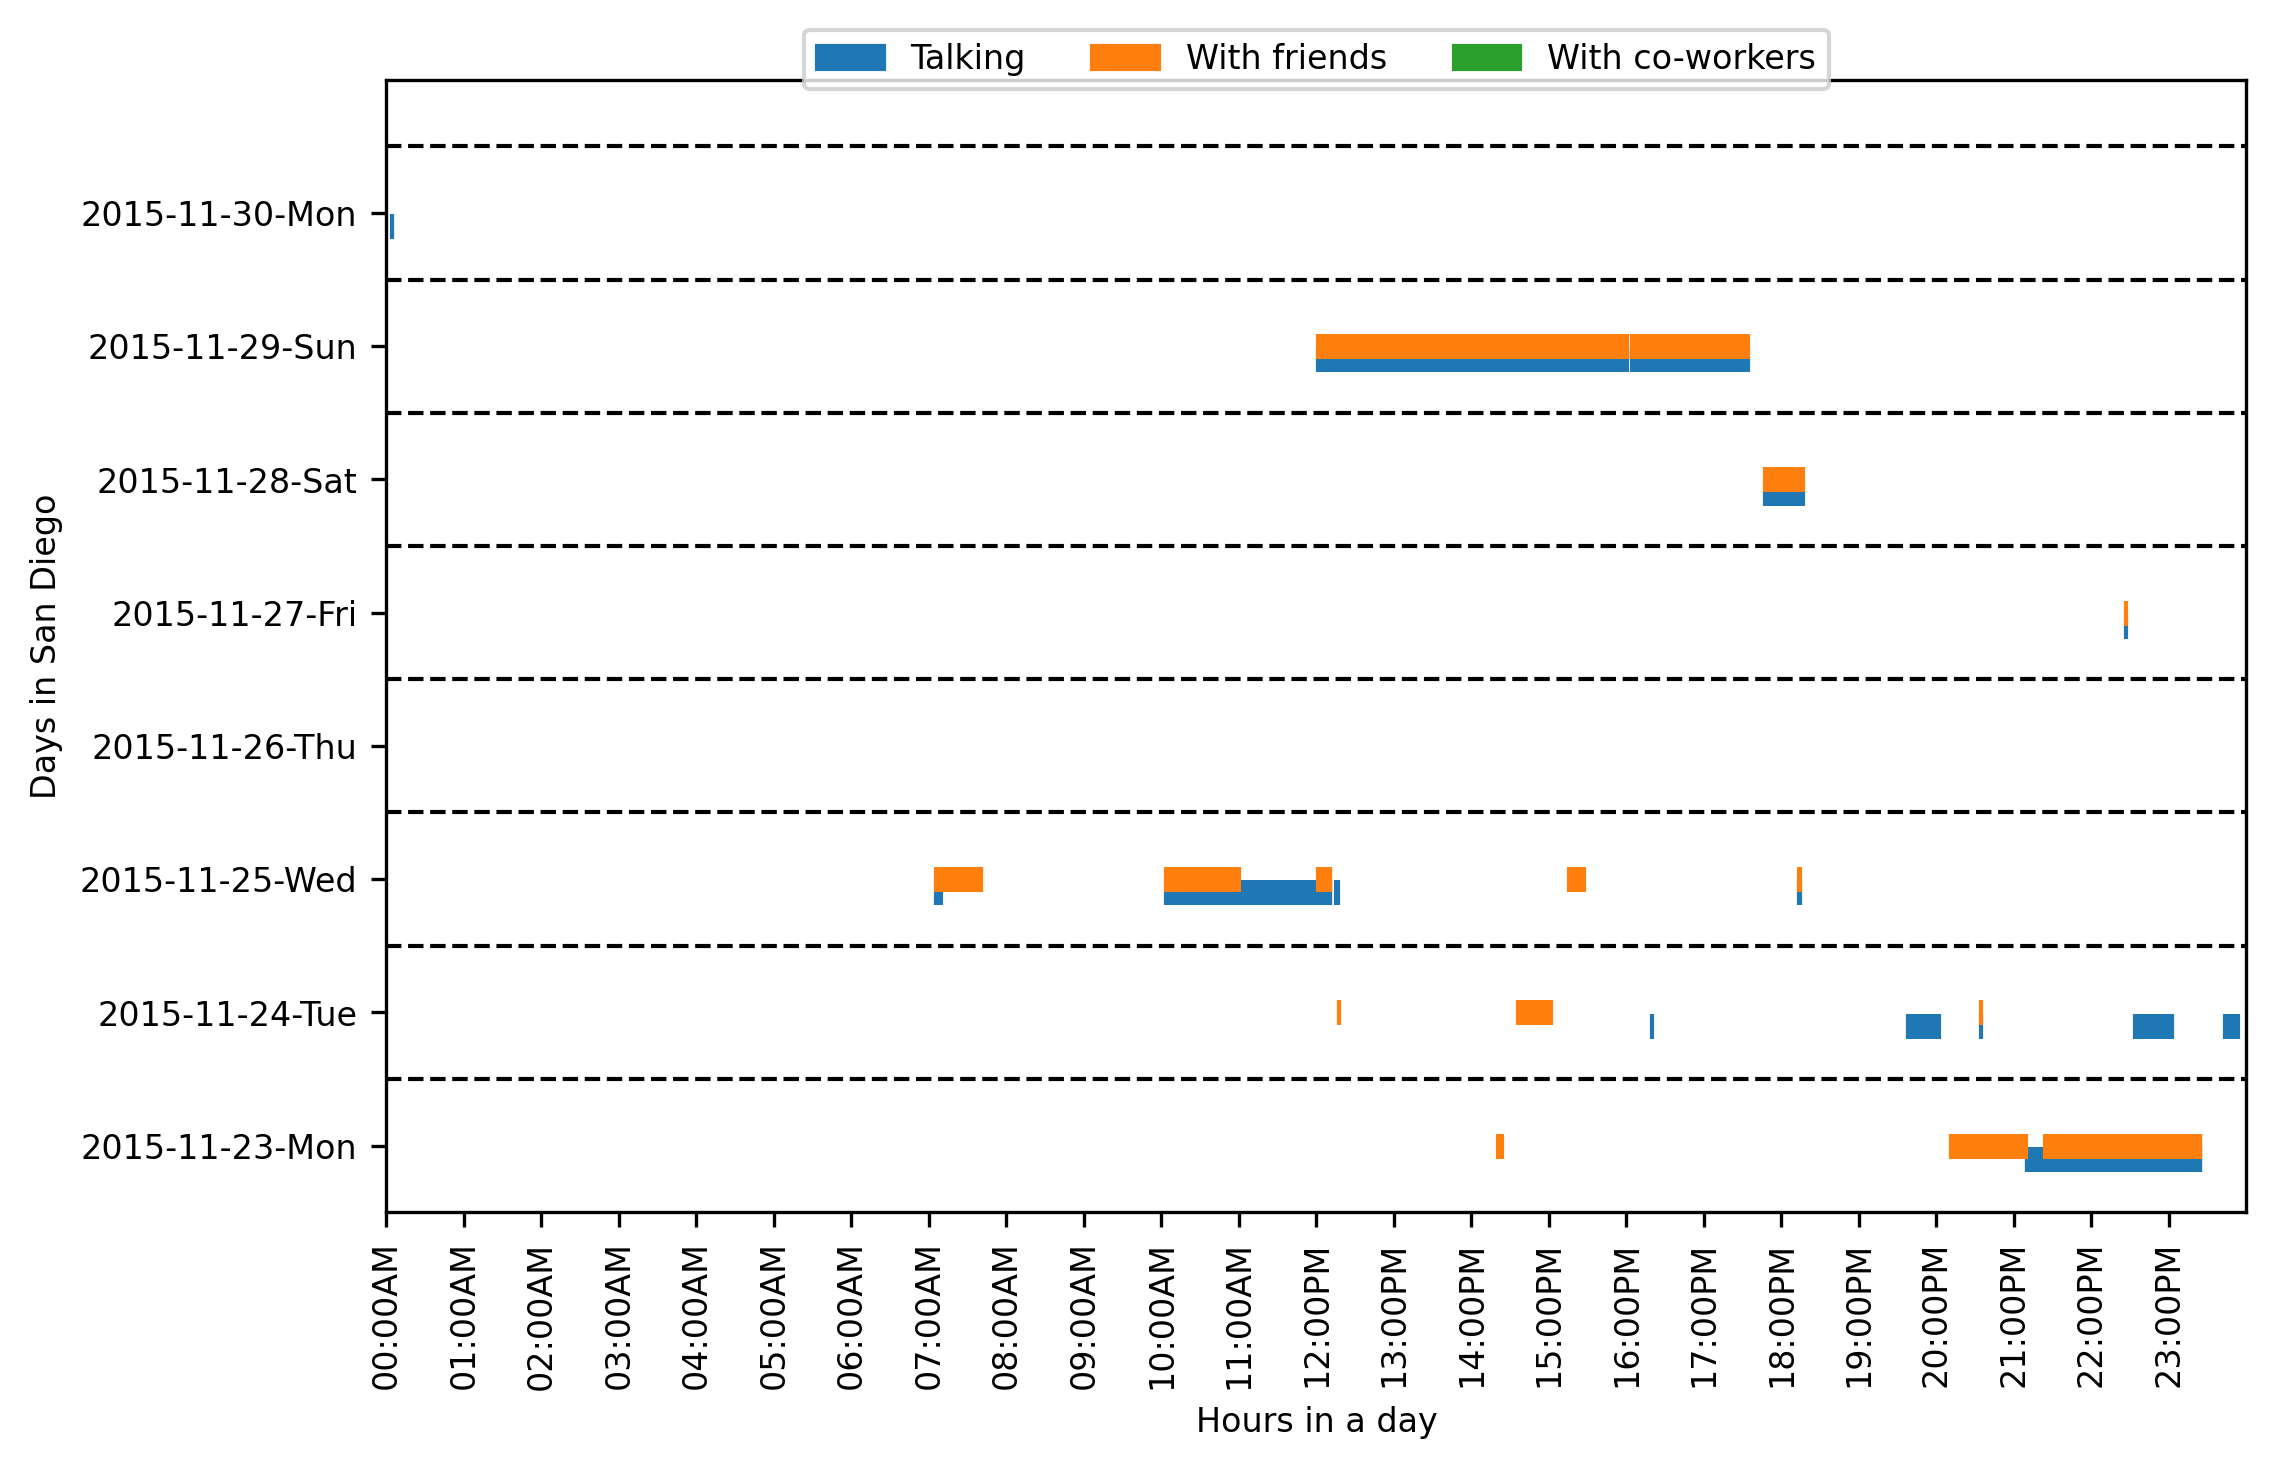 Talking With friends With co-workers
2015-11-30-Mon
2015-11-29-Sun
2015-11-28-Sat
2015-11-27-Fri
2015-11-26-Thu
2015-11-25-Wed
2015-11-24-Tue
2015-11-23-Mon
Days in San Diego
00:00AM
01:00AM
02:00AM
03:00AM
04:00AM
05:00AM
06:00AM
07:00AM
08:00AM
09:00AM
10:00AM
11:00AM
12:00PM
13:00PM
14:00PM
15:00PM
16:00PM
17:00PM
18:00PM
19:00PM
20:00PM
21:00PM
22:00PM
23:00PM
Hours in a day